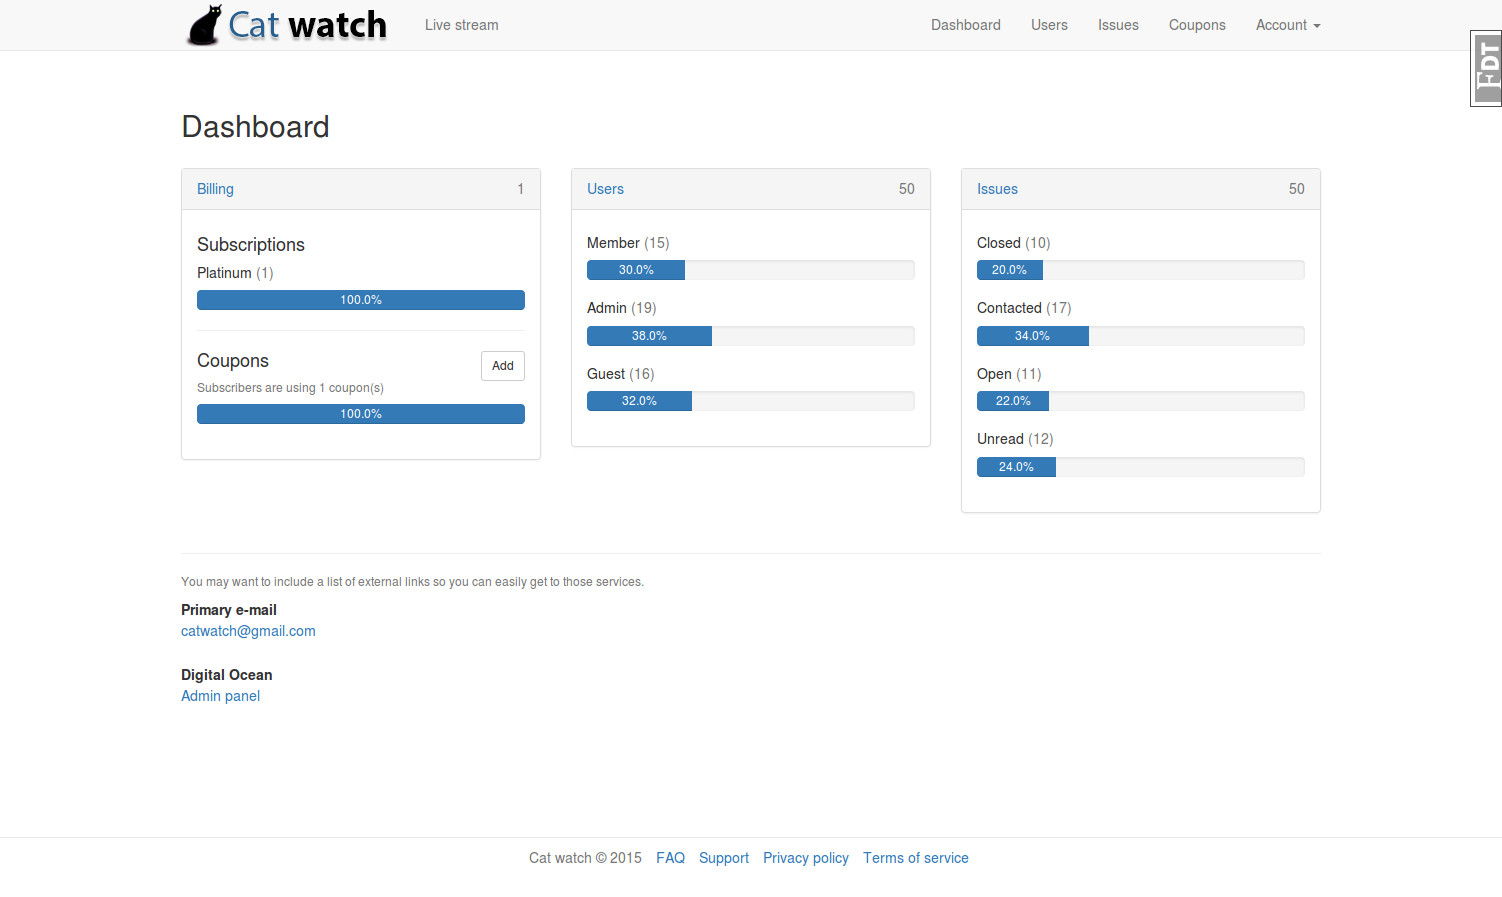 Cat watch
Live stream
Dashboard
Users
Issues
Coupons
Account
FDT
Dashboard
Billing 1
Subscriptions
Platinum (1)
100.0%
Coupons
Add
Subscribers are using 1 coupon(s)
100.0%
Users 50
Member (15)
30.0%
Admin (19)
38.0%
Guest (16)
32.0%
Issues 50
Closed (10)
20.0%
Contacted (17)
34.0%
Open (11)
22.0%
Unread (12)
24.0%
You may want to include a list of external links so you can easily get to those services.
Primary e-mail
catwatch@gmail.com
Digital Ocean
Admin panel
Cat watch © 2015 FAQ Support Privacy policy Terms of service